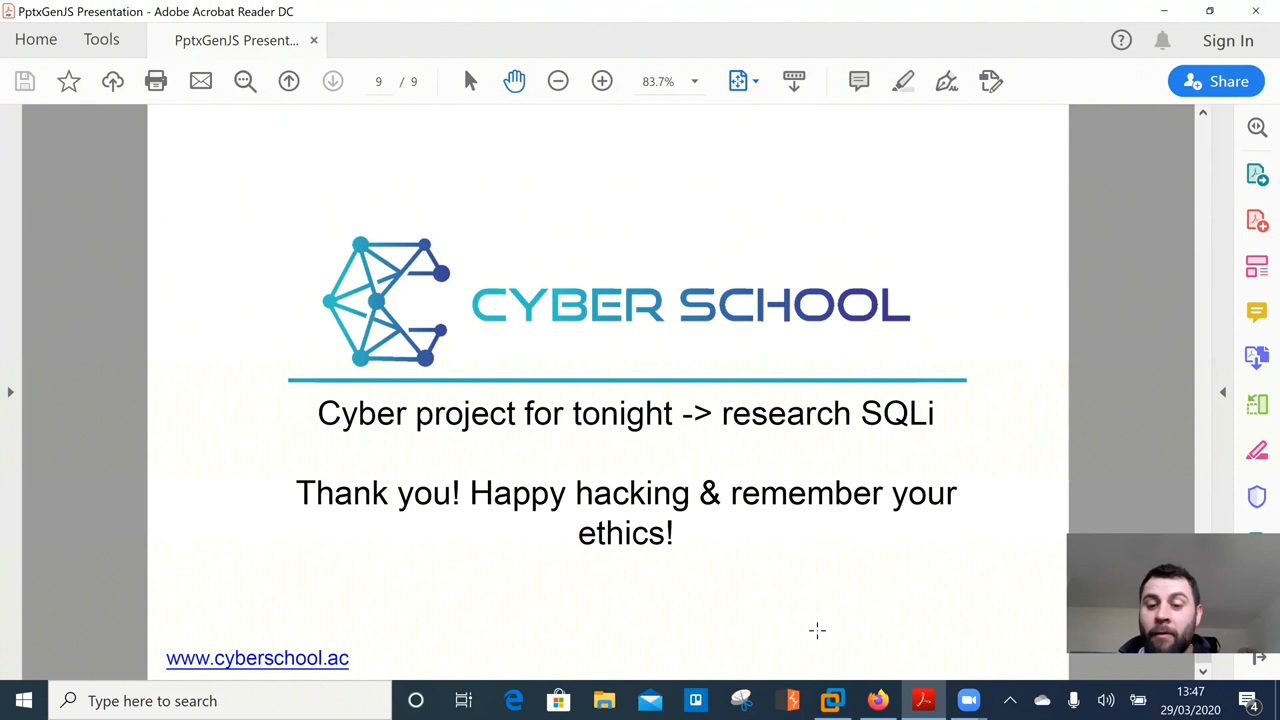 PptxGenJS Presentation - Adobe Acrobat Reader DC
Home
Tools
PptxGenJS Present...
Sign In
9 / 9
83.7%
Share
CYBER SCHOOL
Cyber project for tonight -> research SQLi
Thank you! Happy hacking & remember your
ethics!
www.cyberschool.ac
Type here to search
13:47
29/03/2020
4